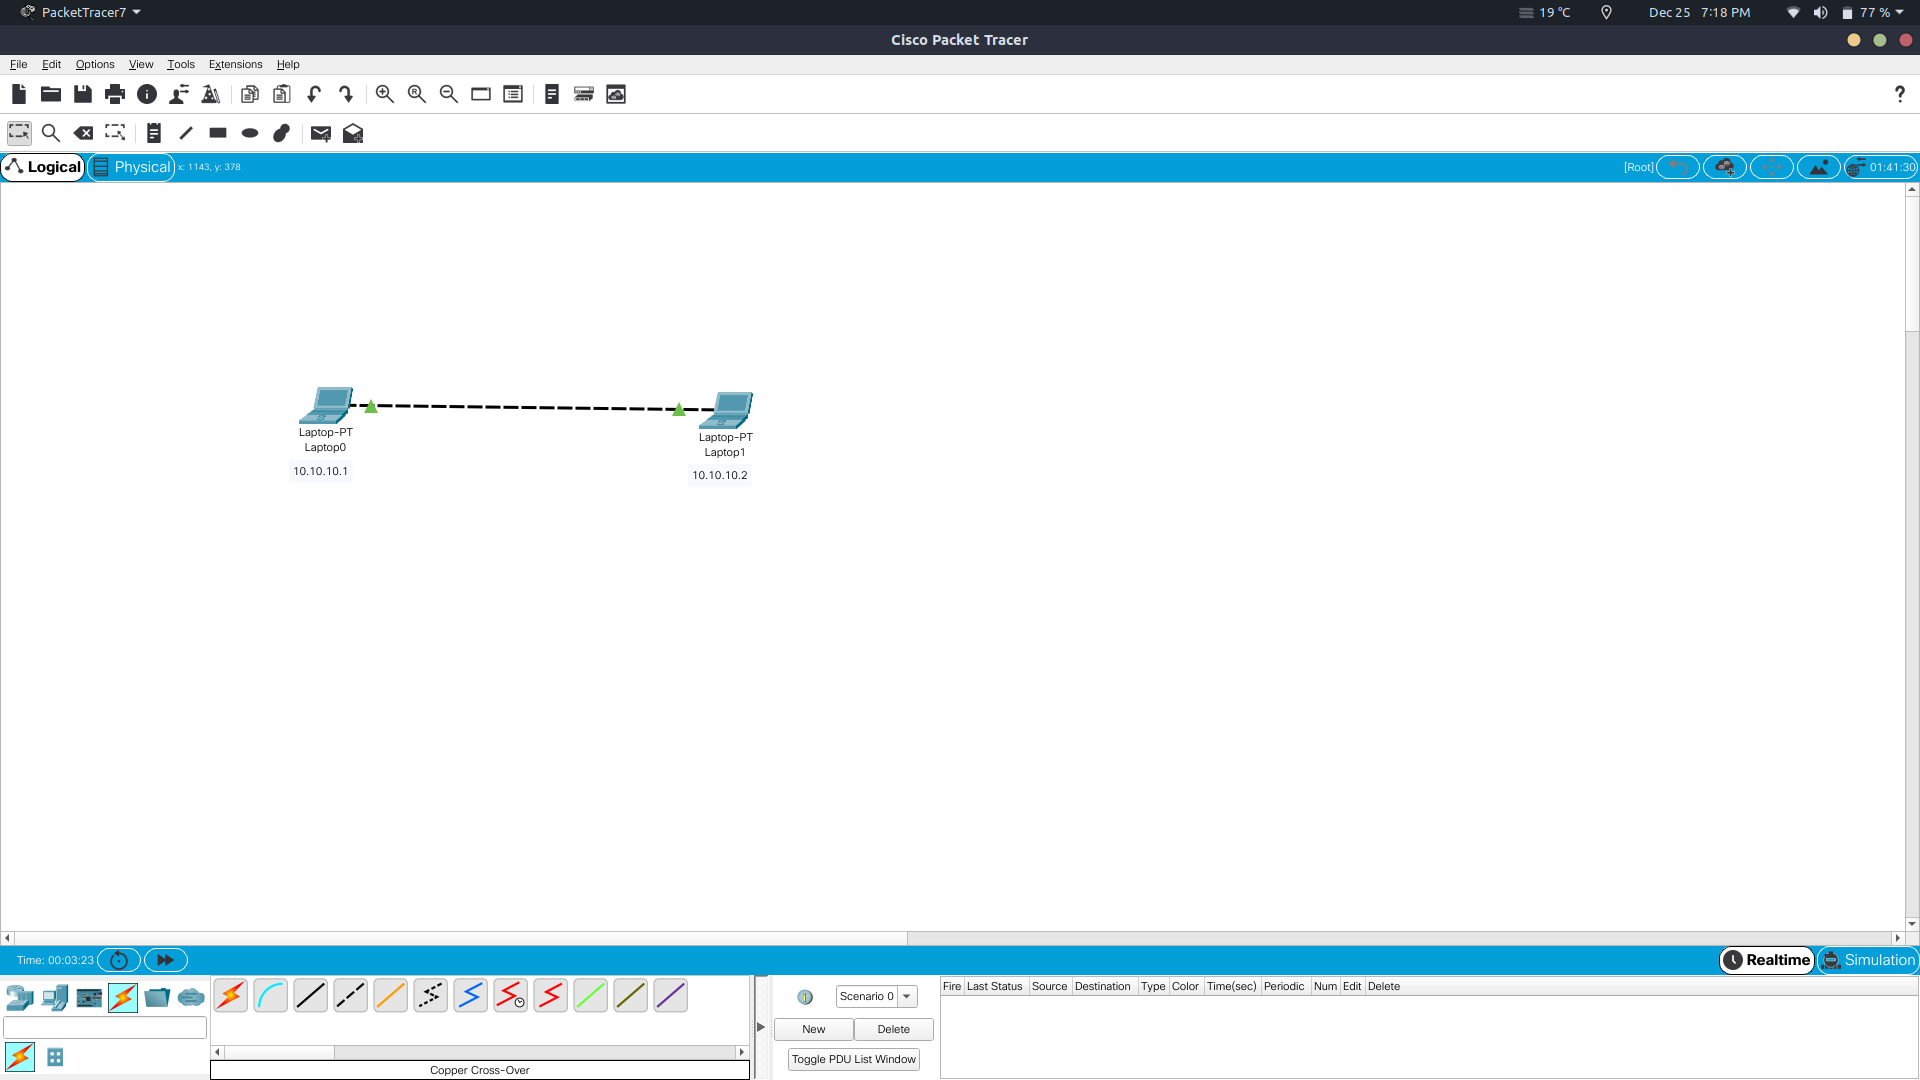 PacketTracer7
19 °C
Dec 25 7:18 PM
77 %
Cisco Packet Tracer
File Edit Options View Tools Extensions Help
?
Logical
Physical
x: 1143, y: 378
[Root]
01:41:30
Laptop-PT
Laptop0
10.10.10.1
Laptop-PT
Laptop1
10.10.10.2
Time: 00:03:23
Realtime
Simulation
Scenario 0
New
Delete
Toggle PDU List Window
Fire Last Status Source Destination Type Color Time(sec) Periodic Num Edit Delete
Copper Cross-Over